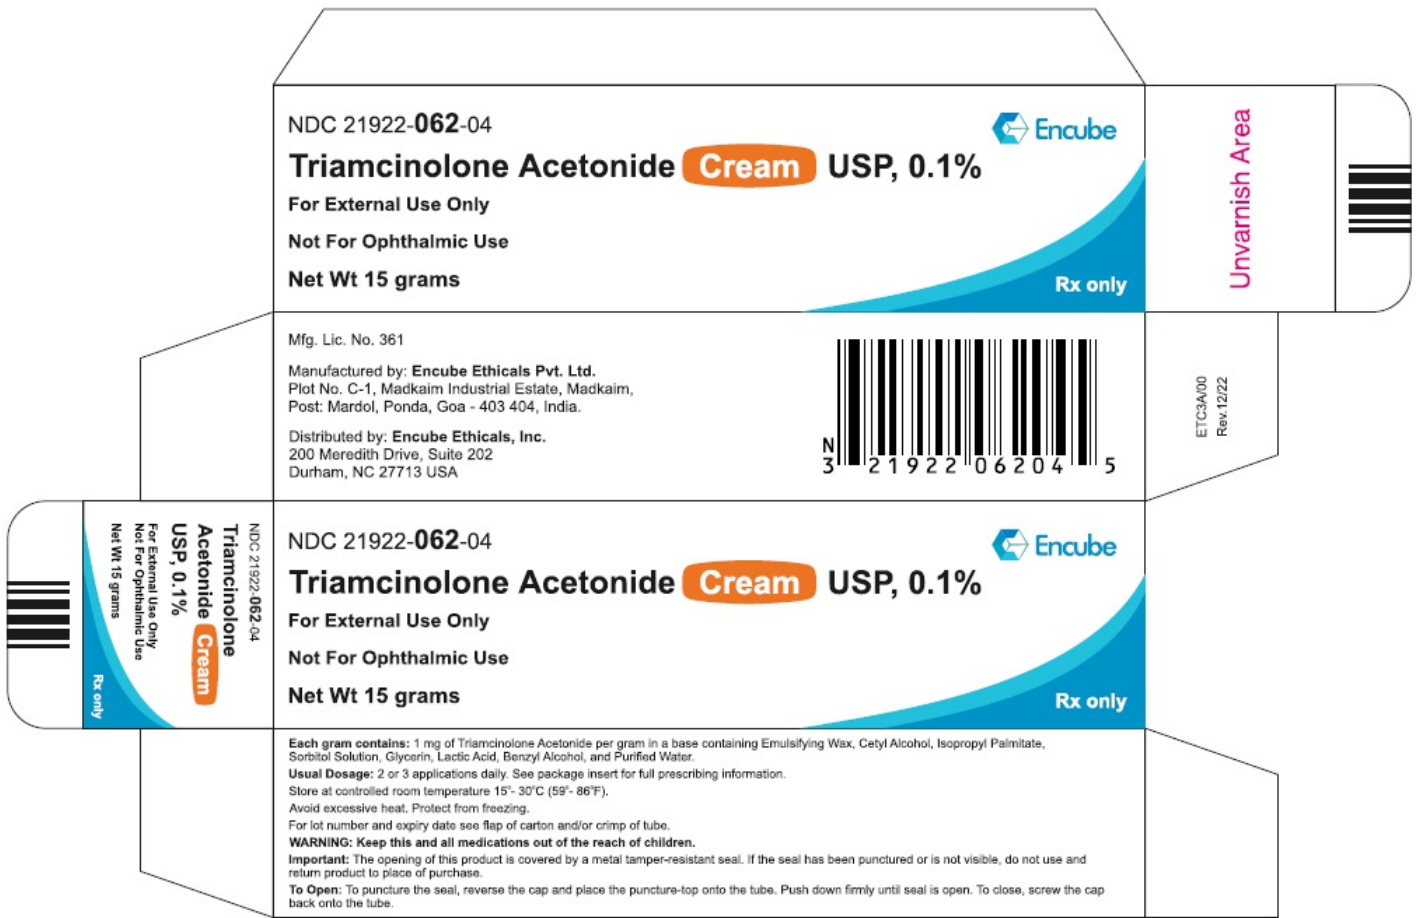 NDC 21922-062-04
Encube
Triamcinolone Acetonide Cream USP, 0.1%
For External Use Only
Not For Ophthalmic Use
Net Wt 15 grams
Rx only
Unvarnish Area
Mfg. Lic. No. 361
Manufactured by: Encube Ethicals Pvt. Ltd.
Plot No. C-1, Madkaim Industrial Estate, Madkaim,
Post: Mardol, Ponda, Goa - 403 404, India.
Distributed by: Encube Ethicals, Inc.
200 Meredith Drive, Suite 202
Durham, NC 27713 USA
N
3 21922 06204 5
ETC3A/00
Rev.12/22
NDC 21922-062-04
Triamcinolone
Acetonide Cream
USP, 0.1%
For External Use Only
Not For Ophthalmic Use
Net Wt 15 grams
Rx only
NDC 21922-062-04
Encube
Triamcinolone Acetonide Cream USP, 0.1%
For External Use Only
Not For Ophthalmic Use
Net Wt 15 grams
Rx only
Each gram contains: 1 mg of Triamcinolone Acetonide per gram in a base containing Emulsifying Wax, Cetyl Alcohol, Isopropyl Palmitate,
Sorbitol Solution, Glycerin, Lactic Acid, Benzyl Alcohol, and Purified Water.
Usual Dosage: 2 or 3 applications daily. See package insert for full prescribing information.
Store at controlled room temperature 15°- 30°C (59°- 86°F).
Avoid excessive heat. Protect from freezing.
For lot number and expiry date see flap of carton and/or crimp of tube.
WARNING: Keep this and all medications out of the reach of children.
Important: The opening of this product is covered by a metal tamper-resistant seal. If the seal has been punctured or is not visible, do not use and
return product to place of purchase.
To Open: To puncture the seal, reverse the cap and place the puncture-top onto the tube. Push down firmly until seal is open. To close, screw the cap
back onto the tube.